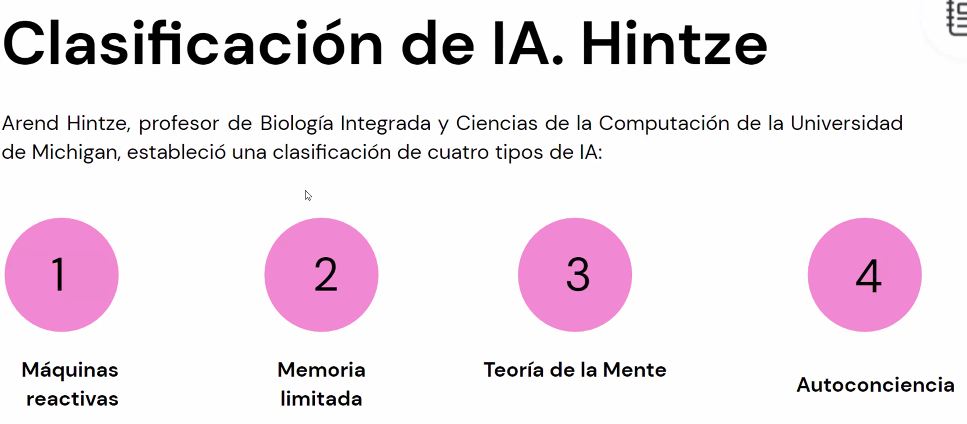 Clasificación de IA. Hintze
Arend Hintze, profesor de Biología Integrada y Ciencias de la Computación de la Universidad
de Michigan, estableció una clasificación de cuatro tipos de IA:
1
2
3
4
Máquinas
reactivas
Memoria
limitada
Teoría de la Mente
Autoconciencia